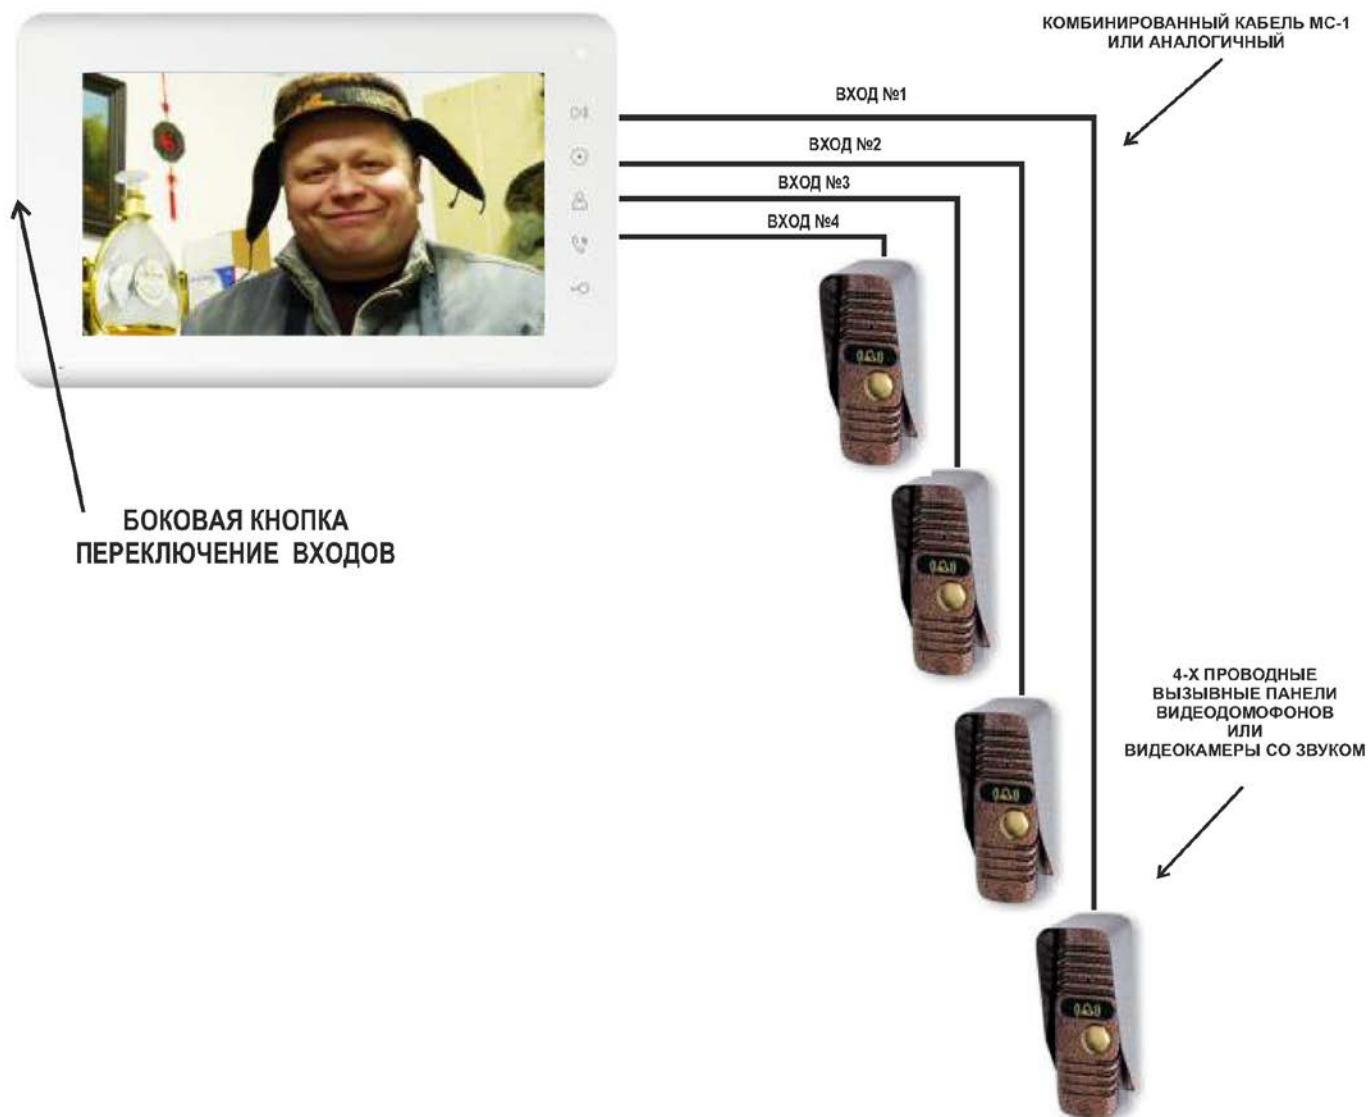 КОМБИНИРОВАННЫЙ КАБЕЛЬ МС-1
ИЛИ АНАЛОГИЧНЫЙ
ВХОД №1
ВХОД №2
ВХОД №3
ВХОД №4
БОКОВАЯ КНОПКА
ПЕРЕКЛЮЧЕНИЕ ВХОДОВ
4-Х ПРОВОДНЫЕ
ВЫЗЫВНЫЕ ПАНЕЛИ
ВИДЕОДОМОФОНОВ
ИЛИ
ВИДЕОКАМЕРЫ СО ЗВУКОМ